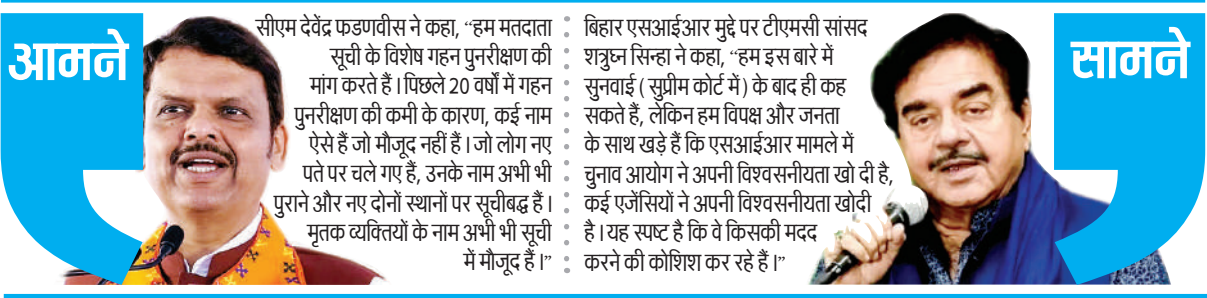 आमने
सीएम देवेंद्र फडणवीस ने कहा, “हम मतदाता
सूची के विशेष गहन पुनरीक्षण की
मांग करते हैं। पिछले 20 वर्षों में गहन
पुनरीक्षण की कमी के कारण, कई नाम
ऐसे हैं जो मौजूद नहीं हैं। जो लोग नए
पते पर चले गए हैं, उनके नाम अभी भी
पुराने और नए दोनों स्थानों पर सूचीबद्ध हैं।
मृतक व्यक्तियों के नाम अभी भी सूची
में मौजूद हैं।”
बिहार एसआईआर मुद्दे पर टीएमसी सांसद
शत्रुघ्न सिन्हा ने कहा, “हम इस बारे में
सुनवाई ( सुप्रीम कोर्ट में) के बाद ही कह
सकते हैं, लेकिन हम विपक्ष और जनता
के साथ खड़े हैं कि एसआईआर मामले में
चुनाव आयोग ने अपनी विश्वसनीयता खो दी है,
कई एजेंसियों ने अपनी विश्वसनीयता खोदी
है। यह स्पष्ट है कि वे किसकी मदद
करने की कोशिश कर रहे हैं।”
सामने